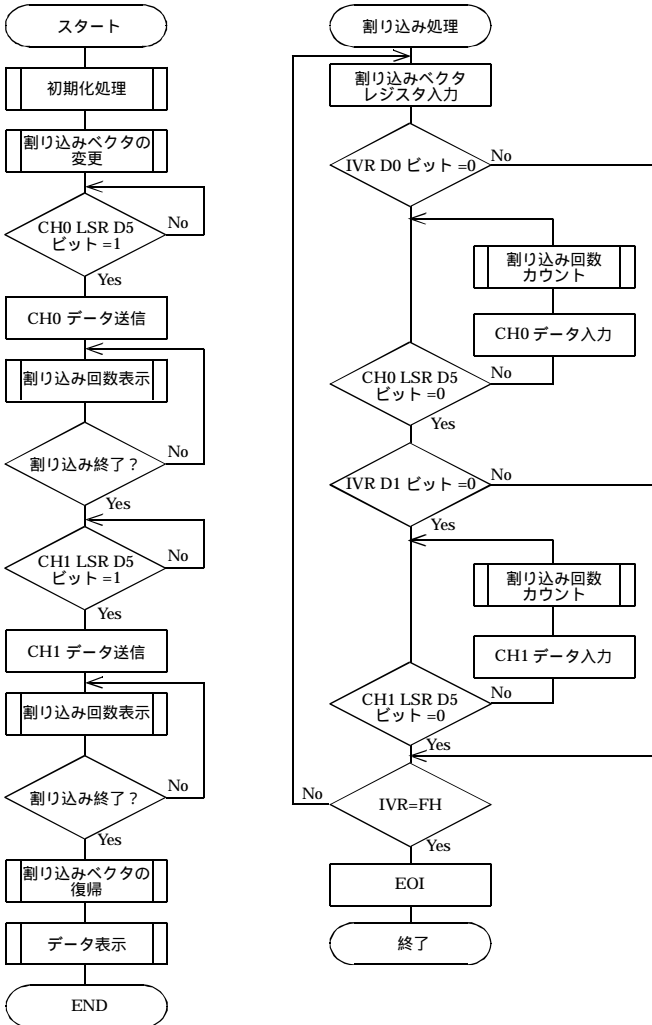 スタート
初期化処理
割り込みベクタの
変更
CH0 LSR D5
ビット =1
No
Yes
CH0 データ送信
割り込み回数表示
割り込み終了？
No
Yes
CH1 LSR D5
ビット =1
No
Yes
CH1 データ送信
割り込み回数表示
割り込み終了？
No
Yes
割り込みベクタの
復帰
データ表示
END
割り込み処理
割り込みベクタ
レジスタ入力
IVR D0 ビット =0
No
割り込み回数
カウント
CH0 データ入力
CH0 LSR D5
ビット =0
No
Yes
IVR D1 ビット =0
No
Yes
割り込み回数
カウント
CH1 データ入力
CH1 LSR D5
ビット =0
No
Yes
IVR=FH
No
Yes
EOI
終了